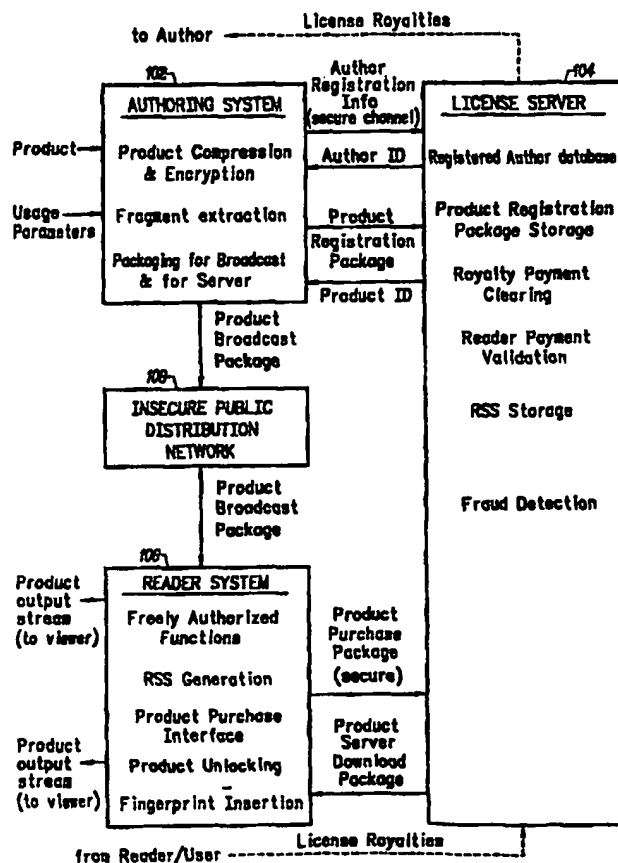 License Royalties
to Author
102
104
Author
Registration
Info
(secure channel)
AUTHORING SYSTEM
LICENSE SERVER
Product
Product Compression
& Encryption
Author ID
Registered Author database
Usage
Parameters
Fragment extraction
Product
Registration
Package
Product Registration
Package Storage
Packaging for Broadcast
& for Server
Product ID
Royalty Payment
Clearing
Product
Broadcast
Package
Reader Payment
Validation
108
INSECURE PUBLIC
DISTRIBUTION
NETWORK
RSS Storage
Product
Broadcast
Package
Fraud Detection
106
READER SYSTEM
Product
output
stream
(to viewer)
Freely Authorized
Functions
Product
Purchase
Package
(secure)
RSS Generation
Product Purchase
Interface
Product
Server
Download
Package
Product
output
stream
(to viewer)
Product Unlocking
Fingerprint Insertion
License Royalties
from Reader/User